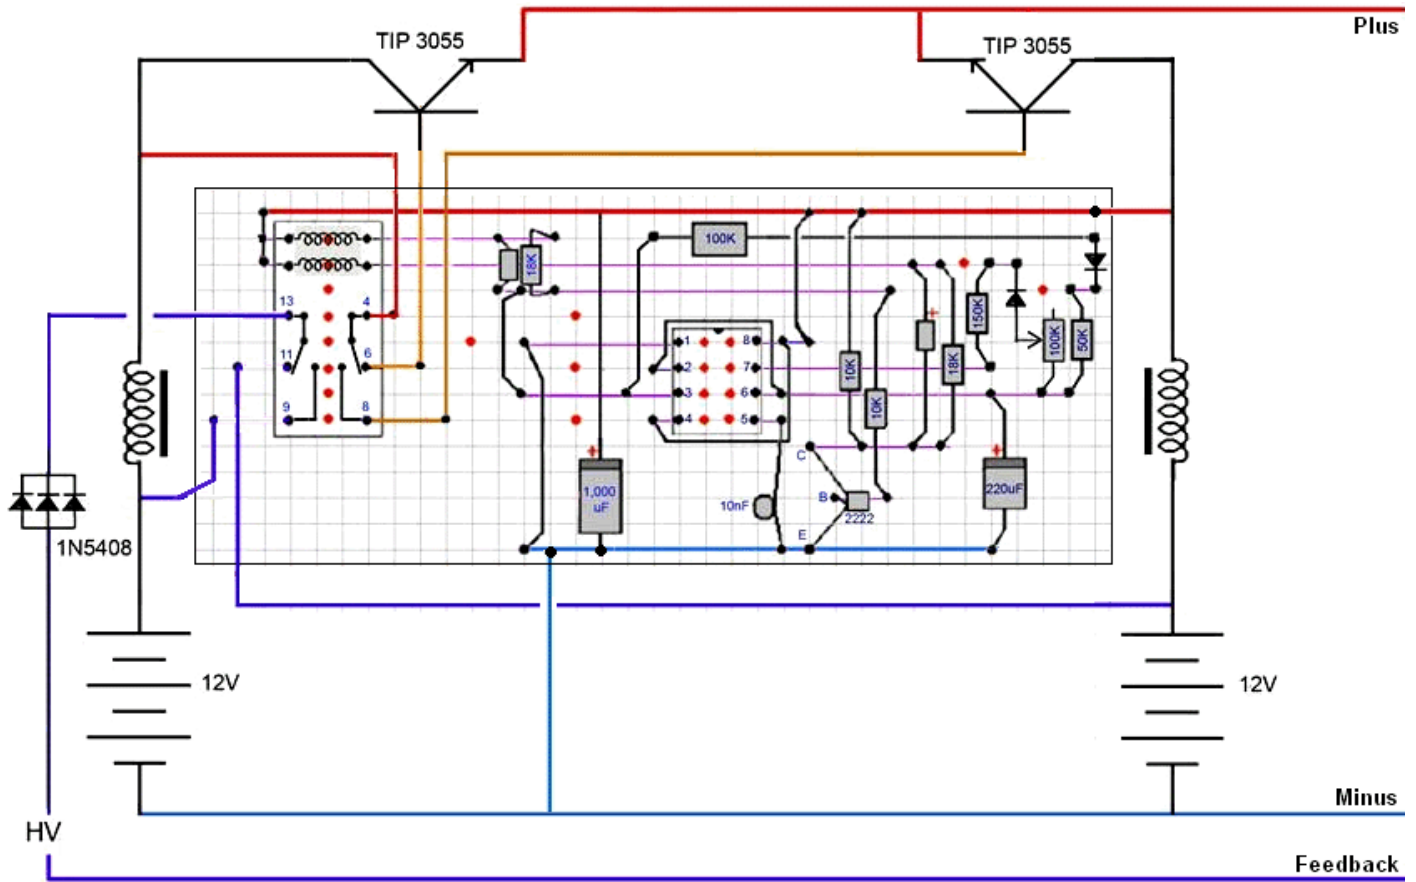 Plus
TIP 3055
TIP 3055
100K
18K
13
4
11
6
9
8
1
8
2
7
3
6
4
5
10K
10K
+
18K
150K
100K
50K
+
1,000
uF
C
B
E
10nF
2222
+
220uF
1N5408
12V
12V
Minus
HV
Feedback